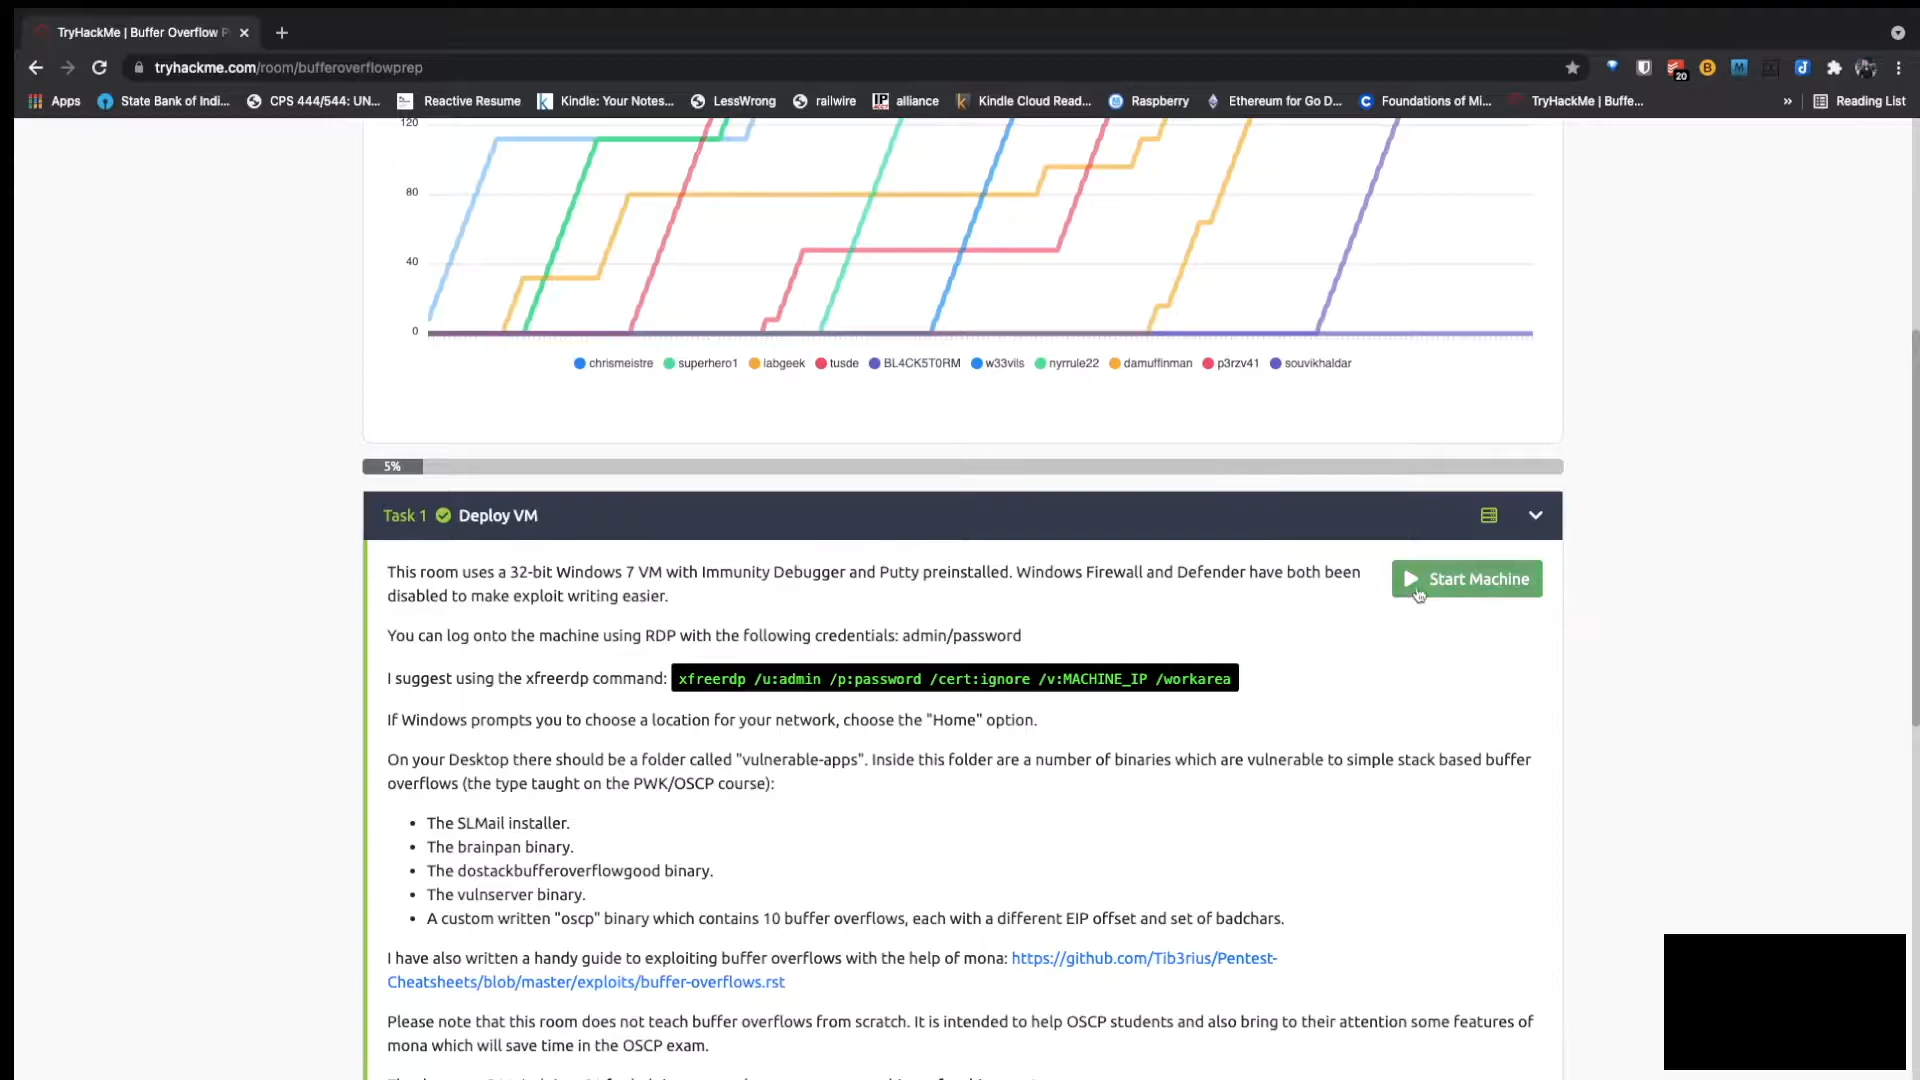 TryHackMe | Buffer Overflow P
tryhackme.com/room/bufferoverflowprep
20
Apps
State Bank of Indi...
CPS 444/544: UN...
Reactive Resume
Kindle: Your Notes...
LessWrong
railwire
alliance
Kindle Cloud Read...
Raspberry
Ethereum for Go D...
Foundations of Mi...
TryHackMe | Buffe...
»
Reading List
120
80
40
0
chrismeistre superhero1 labgeek tusde BL4CK5T0RM w33vils nyrrule22 damuffinman p3rzv41 souvikhaldar
5%
Task 1 Deploy VM
This room uses a 32-bit Windows 7 VM with Immunity Debugger and Putty preinstalled. Windows Firewall and Defender have both been
disabled to make exploit writing easier.
Start Machine
You can log onto the machine using RDP with the following credentials: admin/password
I suggest using the xfreerdp command: xfreerdp /u:admin /p:password /cert:ignore /v:MACHINE_IP /workarea
If Windows prompts you to choose a location for your network, choose the "Home" option.
On your Desktop there should be a folder called "vulnerable-apps". Inside this folder are a number of binaries which are vulnerable to simple stack based buffer
overflows (the type taught on the PWK/OSCP course):
• The SLMail installer.
• The brainpan binary.
• The dostackbufferoverflowgood binary.
• The vulnserver binary.
• A custom written "oscp" binary which contains 10 buffer overflows, each with a different EIP offset and set of badchars.
I have also written a handy guide to exploiting buffer overflows with the help of mona: https://github.com/Tib3rius/Pentest-
Cheatsheets/blob/master/exploits/buffer-overflows.rst
Please note that this room does not teach buffer overflows from scratch. It is intended to help OSCP students and also bring to their attention some features of
mona which will save time in the OSCP exam.